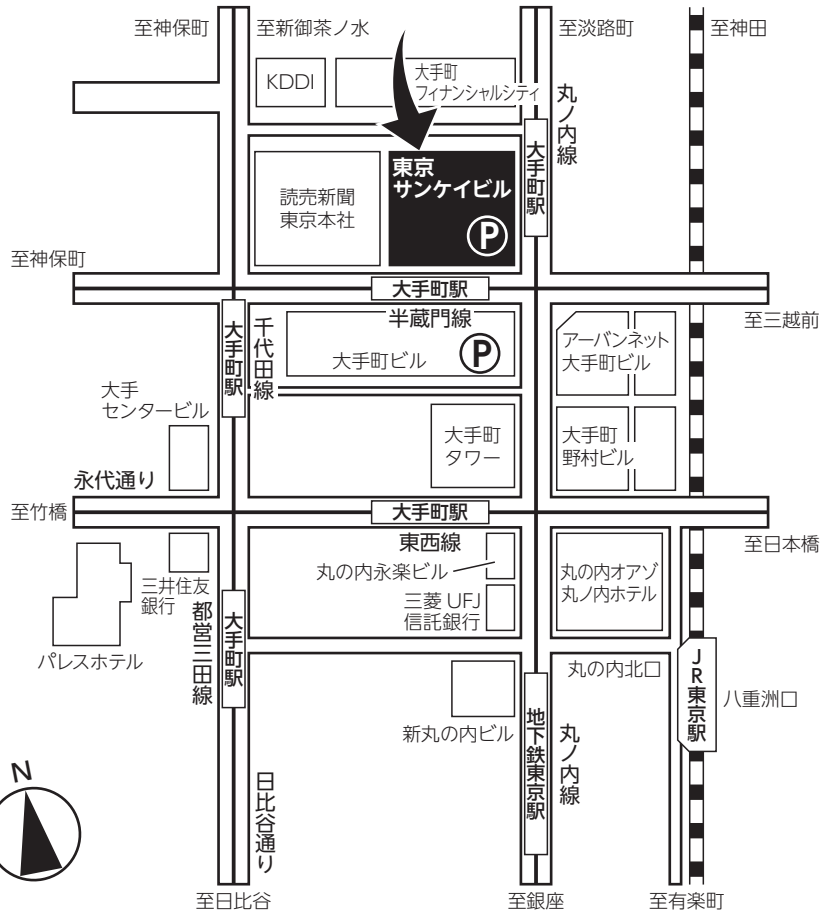 至神保町
至新御茶ノ水
至淡路町
至神田
KDDI
大手町
フィナンシャルシティ
丸ノ内線
大手町駅
読売新聞
東京本社
東京
サンケイビル
P
至神保町
大手町駅
至三越前
半蔵門線
大手町ビル
P
千代田線
大手町駅
アーバンネット
大手町ビル
大手
センタービル
大手町
タワー
大手町
野村ビル
永代通り
至竹橋
大手町駅
至日本橋
東西線
丸の内永楽ビル
三菱 UFJ
信託銀行
丸の内オアゾ
丸ノ内ホテル
三井住友
銀行
都営三田線
大手町駅
パレスホテル
丸の内北口
JR東京駅
八重洲口
新丸の内ビル
地下鉄東京駅
丸ノ内線
N
日比谷通り
至日比谷
至銀座
至有楽町